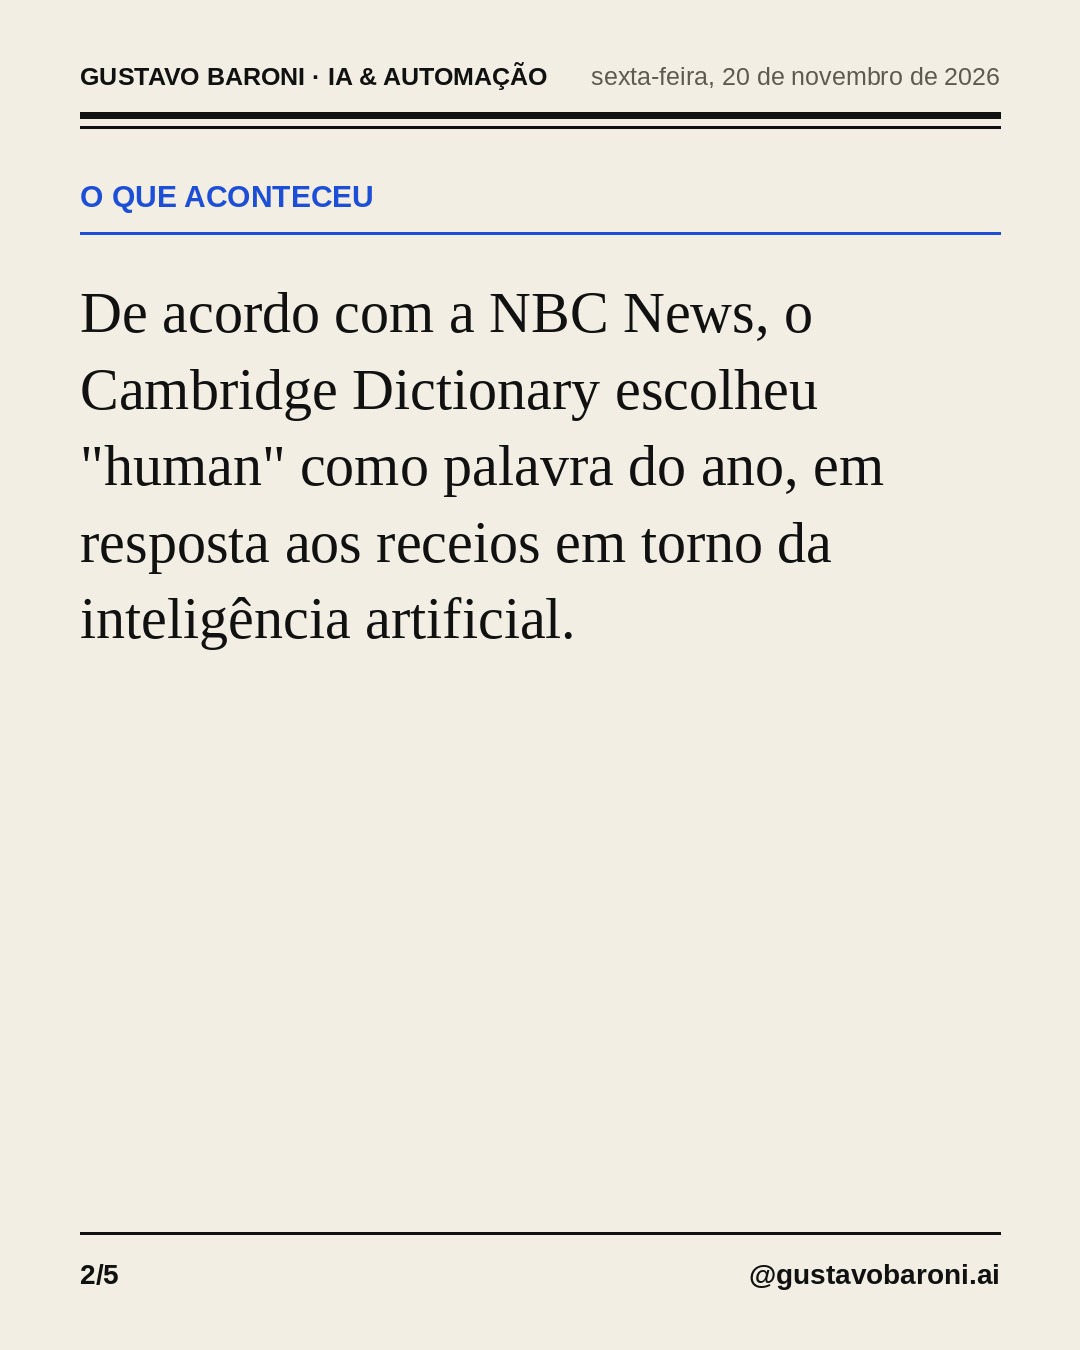 GUSTAVO BARONI · IA & AUTOMAÇÃO
sexta-feira, 20 de novembro de 2026
O QUE ACONTECEU
De acordo com a NBC News, o
Cambridge Dictionary escolheu
"human" como palavra do ano, em
resposta aos receios em torno da
inteligência artificial.
2/5
@gustavobaroni.ai